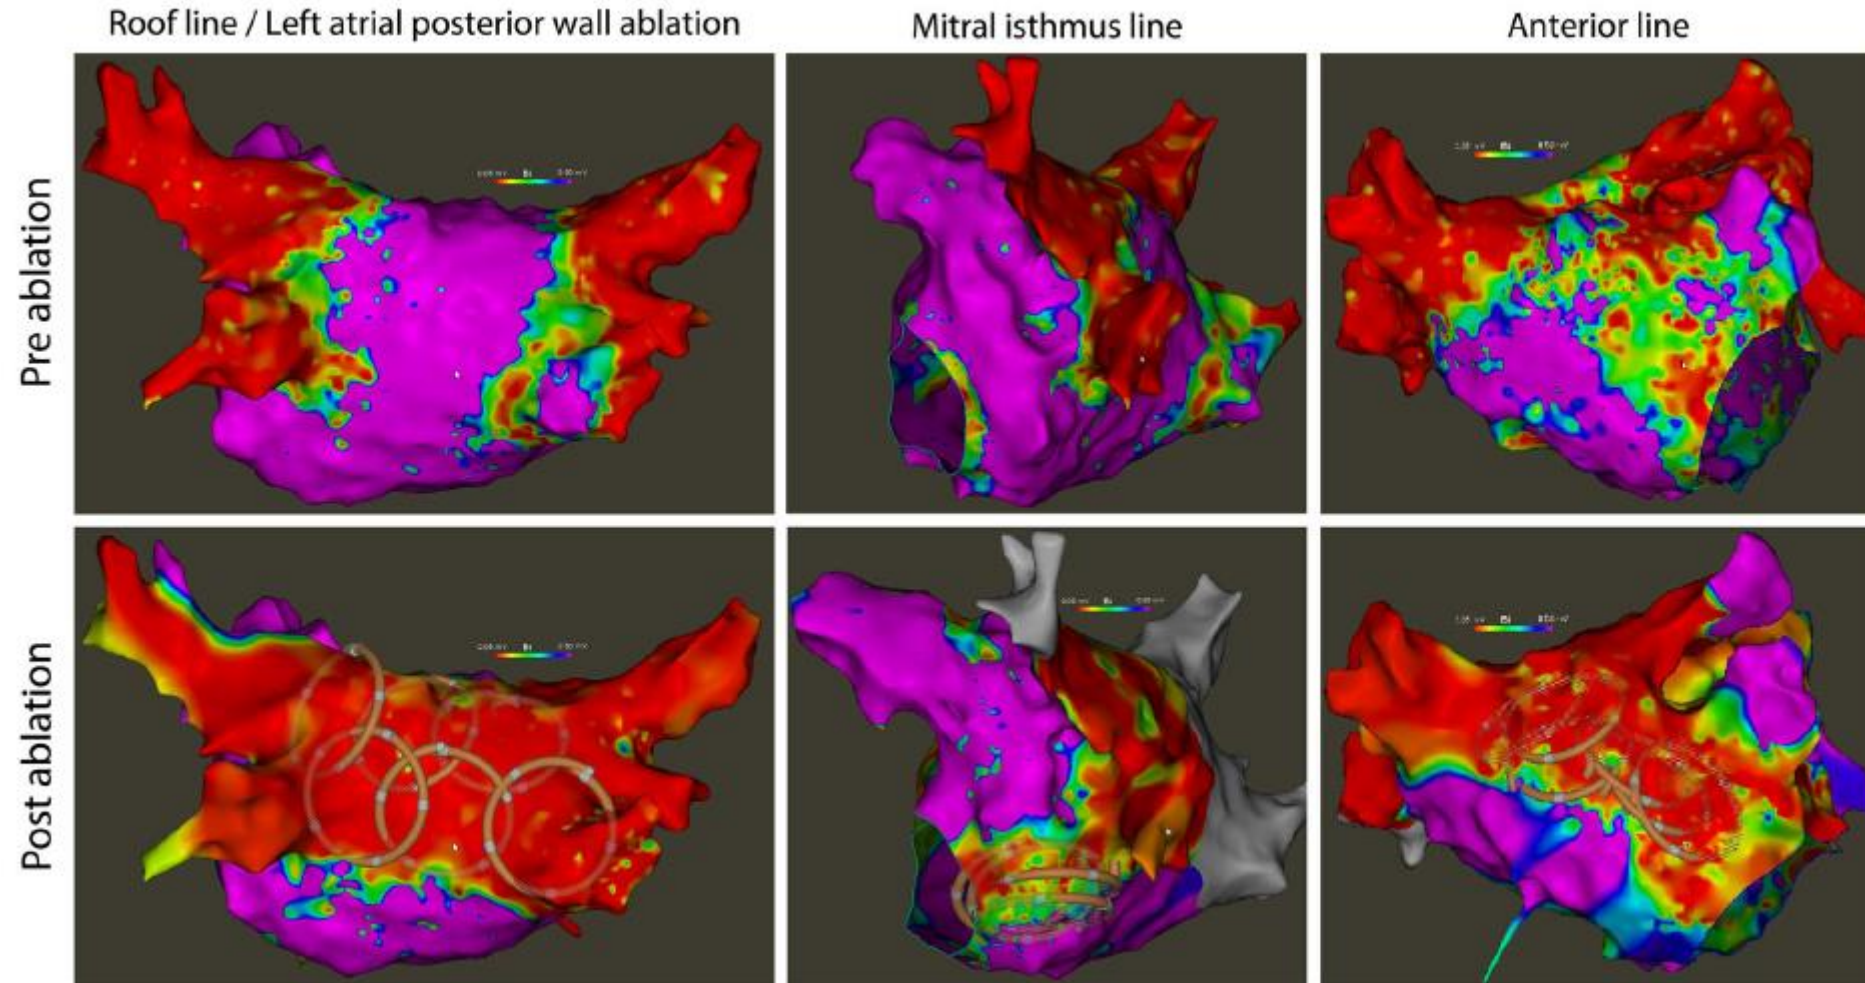 Roof line / Left atrial posterior wall ablation
Mitral isthmus line
Anterior line
Pre ablation
Post ablation